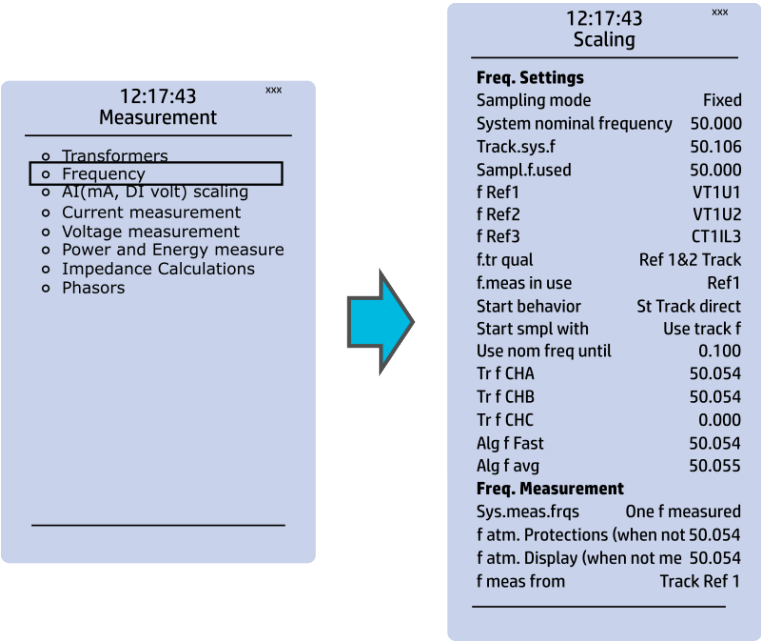 12:17:43 xxx
Measurement
Transformers
Frequency
AI(mA, DI volt) scaling
Current measurement
Voltage measurement
Power and Energy measure
Impedance Calculations
Phasors
12:17:43 xxx
Scaling
Freq. Settings
Sampling mode Fixed
System nominal frequency 50.000
Track.sys.f 50.106
Sampl.f.used 50.000
f Ref1 VT1U1
f Ref2 VT1U2
f Ref3 CT1IL3
f.tr qual Ref 1&2 Track
f.meas in use Ref1
Start behavior St Track direct
Start smpl with Use track f
Use nom freq until 0.100
Tr f CHA 50.054
Tr f CHB 50.054
Tr f CHC 0.000
Alg f Fast 50.054
Alg f avg 50.055
Freq. Measurement
Sys.meas.frqs One f measured
f atm. Protections (when not 50.054
f atm. Display (when not me 50.054
f meas from Track Ref 1